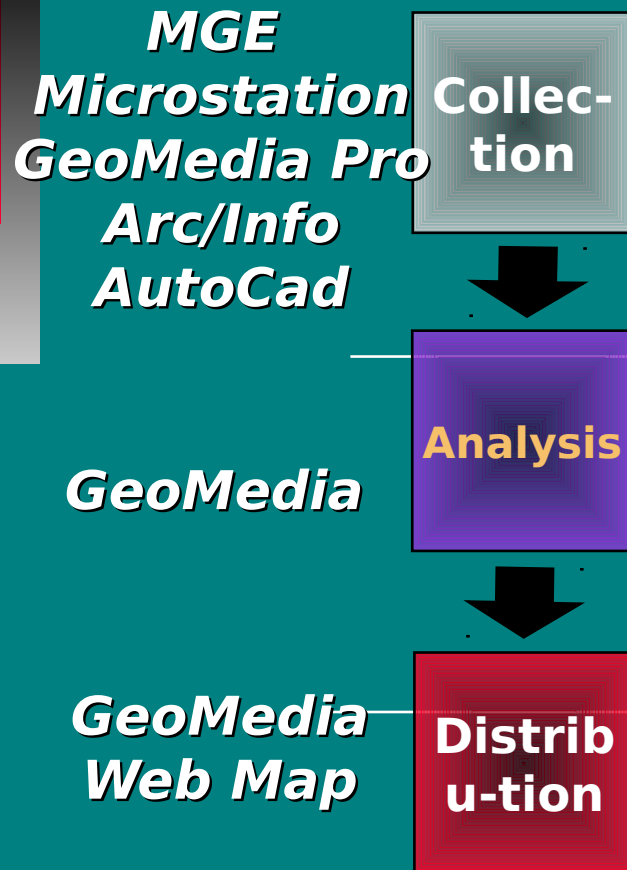 MGE
Microstation
GeoMedia Pro
Arc/Info
AutoCad
Collec-
tion
GeoMedia
Analysis
GeoMedia
Web Map
Distrib
u-tion